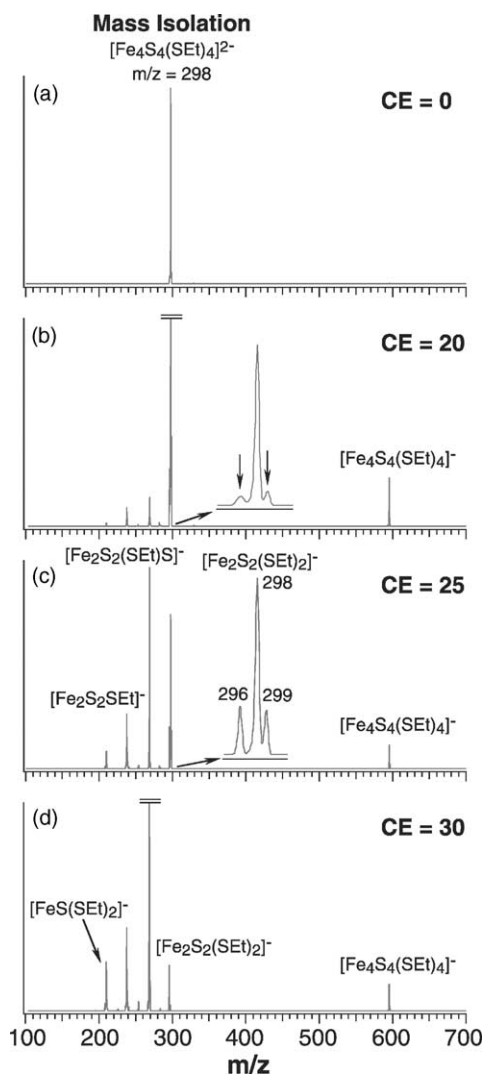 Mass Isolation
[Fe4S4(SEt)4]2-
m/z = 298
(a)
CE = 0
(b)
CE = 20
[Fe4S4(SEt)4]-
[Fe2S2(SEt)S]-
[Fe2S2(SEt)2]-
(c)
298
CE = 25
[Fe2S2SEt]-
296
299
[Fe4S4(SEt)4]-
(d)
CE = 30
[FeS(SEt)2]-
[Fe2S2(SEt)2]-
[Fe4S4(SEt)4]-
100 200 300 400 500 600 700
m/z